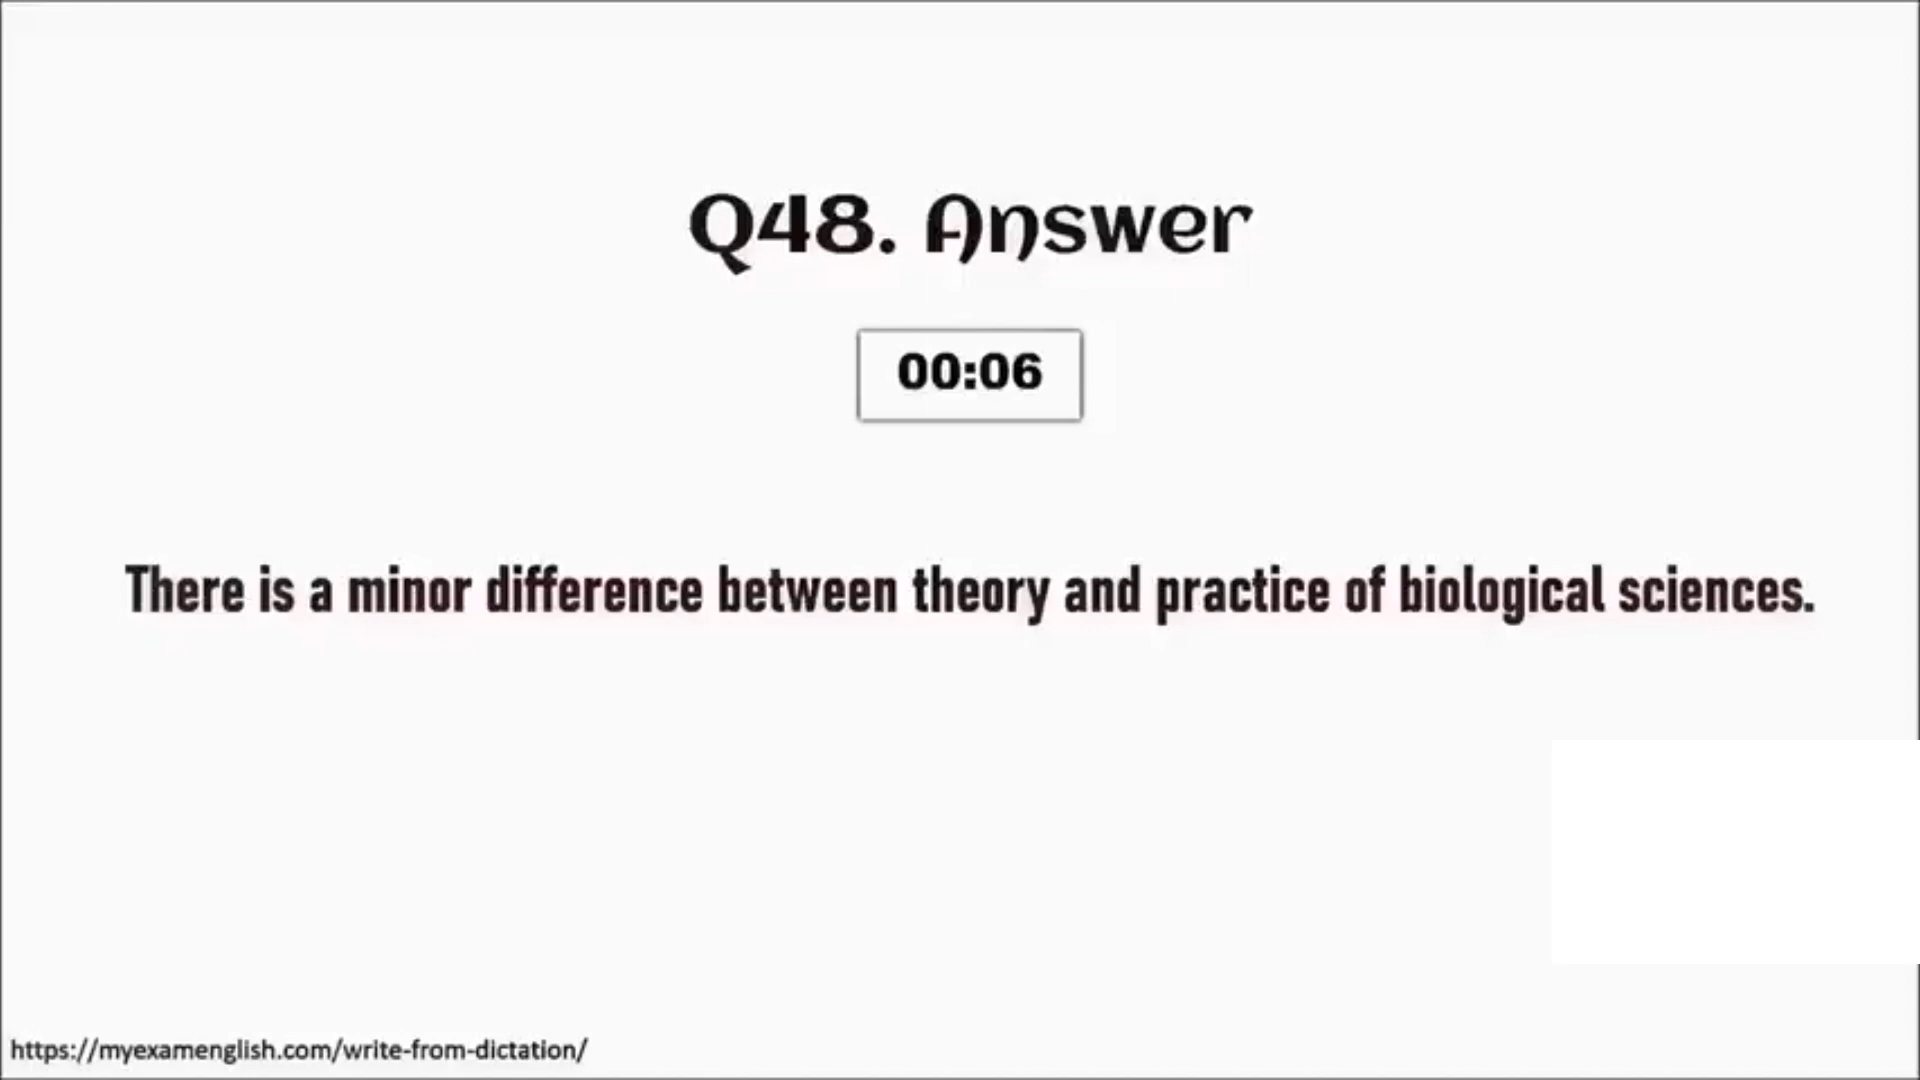 Q48. Answer
00:06
There is a minor difference between theory and practice of biological sciences.
https://myexamenglish.com/write-from-dictation/